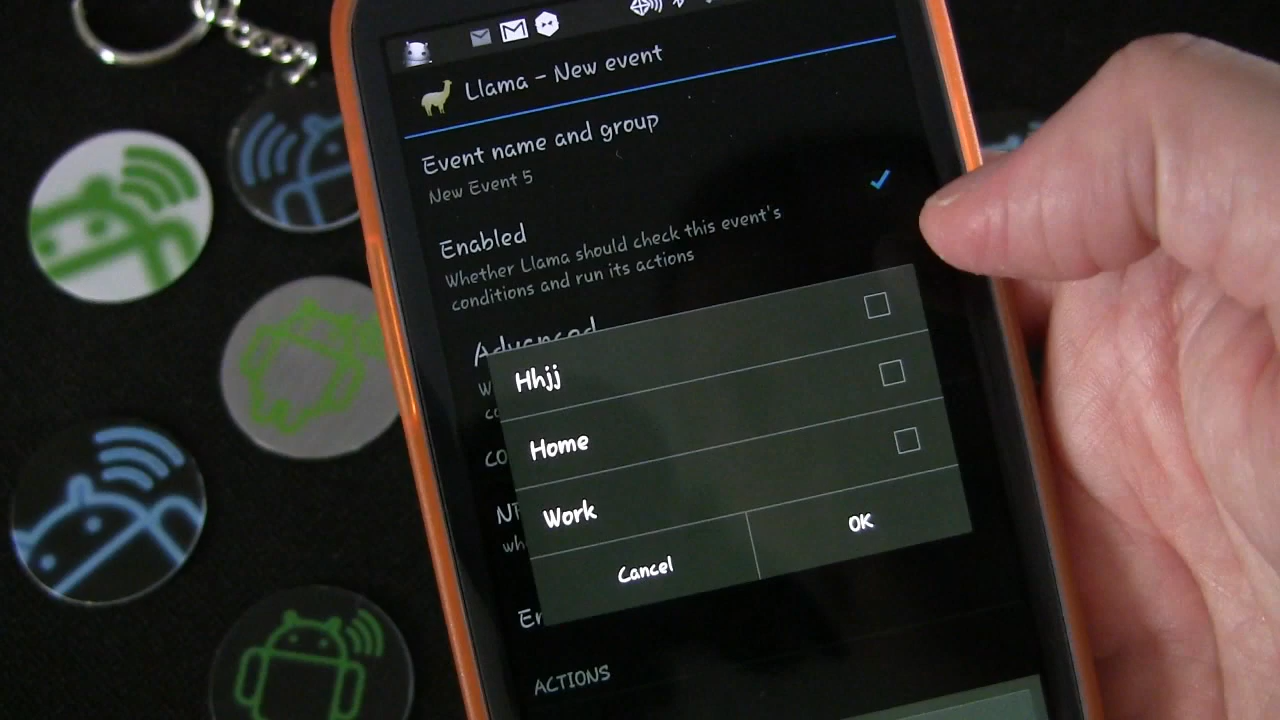 Llama - New event
Event name and group
New Event 5
Enabled
Whether Llama should check this event's
conditions and run its actions
Advanced
Hhjj
Home
Work
Cancel
OK
ACTIONS